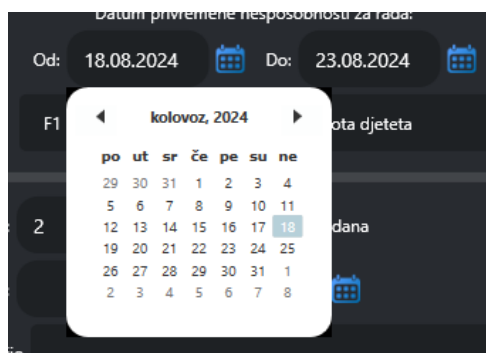 Datum privremene nesposobnosti za rada:
Od: 18.08.2024 Do: 23.08.2024
F1 ota djeteta
kolovoz, 2024
po ut sr če pe su ne
29 30 31 1 2 3 4
5 6 7 8 9 10 11
2 12 13 14 15 16 17 18 dana
19 20 21 22 23 24 25
26 27 28 29 30 31 1
2 3 4 5 6 7 8